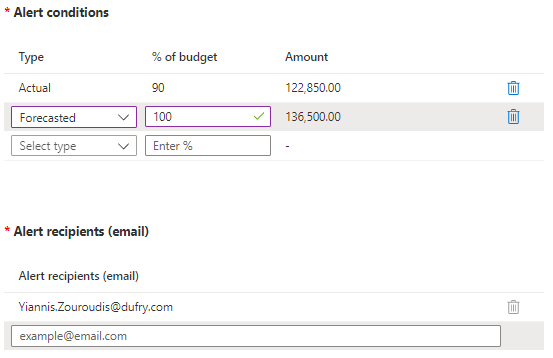 * Alert conditions
Type % of budget Amount
Actual 90 122,850.00
Forecasted 100 136,500.00
Select type Enter % -
* Alert recipients (email)
Alert recipients (email)
Yiannis.Zouroudis@dufry.com
example@email.com